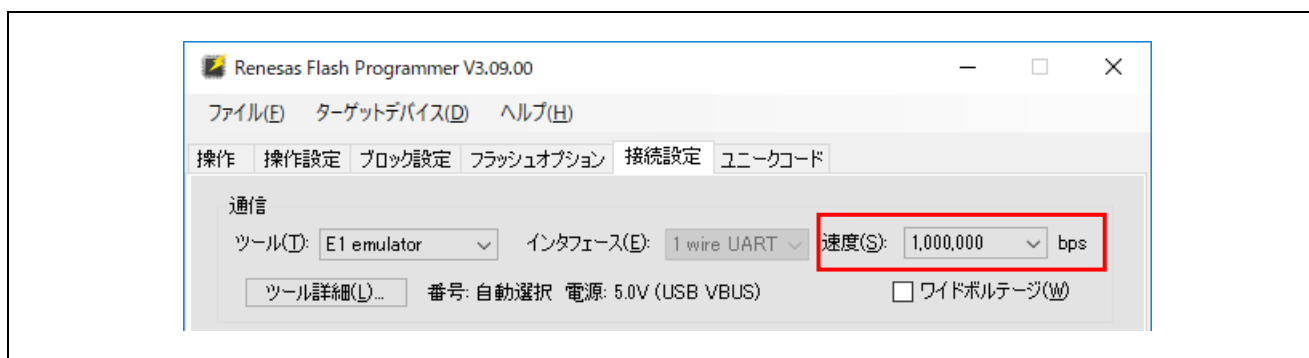 Renesas Flash Programmer V3.09.00
ファイル(F) ターゲットデバイス(D) ヘルプ(H)
操作 操作設定 ブロック設定 フラッシュオプション 接続設定 ユニークコード
通信
ツール(T): E1 emulator インタフェース(E): 1 wire UART 速度(S): 1,000,000 bps
ツール詳細(L)... 番号: 自動選択 電源: 5.0V (USB VBUS) ワイドボルテージ(W)